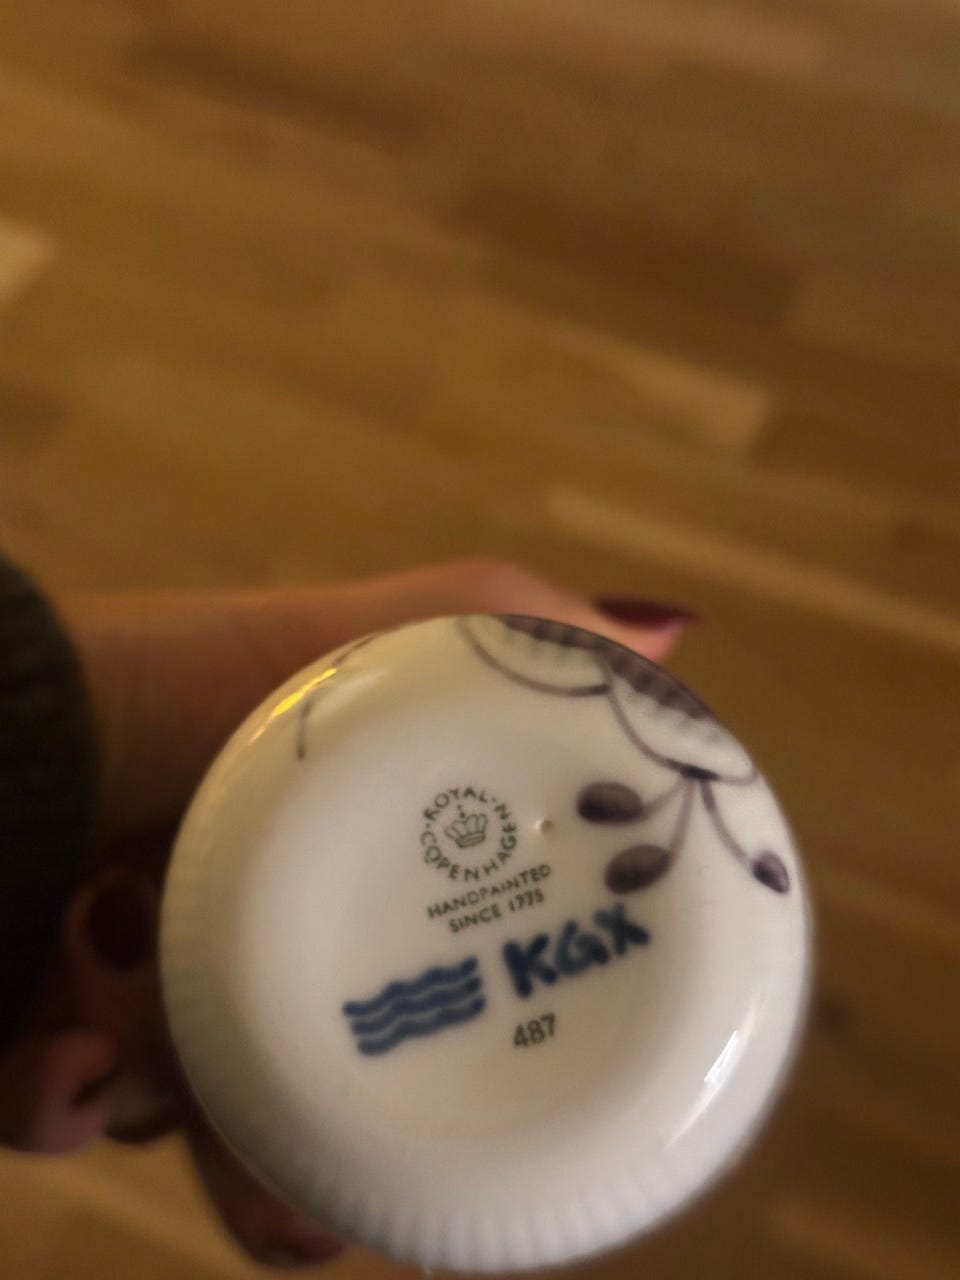 ROYAL COPENHAGEN
HANDPAINTED
SINCE 1775
KGX
487